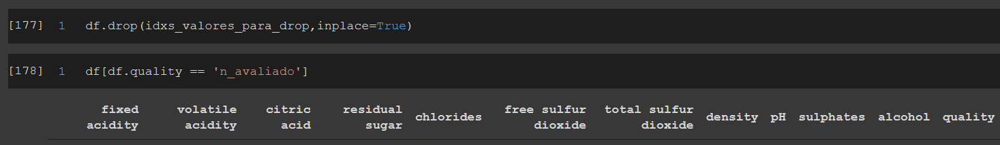 [177] 1 df.drop(idxs_valores_para_drop,inplace=True)
[178] 1 df[df.quality == 'n_avaliado']
fixed acidity volatile acidity citric acid residual sugar chlorides free sulfur dioxide total sulfur dioxide density pH sulphates alcohol quality